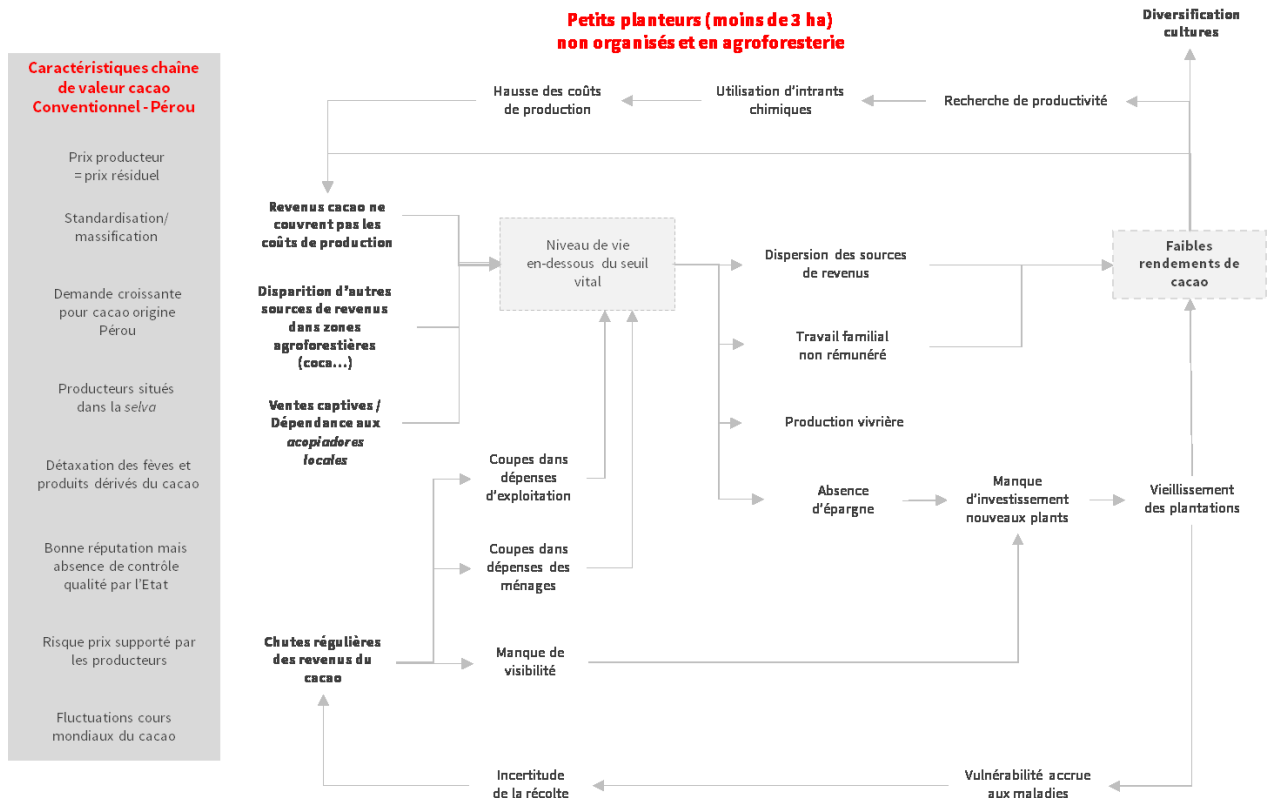 Petits planteurs (moins de 3 ha)
non organisés et en agroforesterie
Diversification
cultures
Caractéristiques chaîne
de valeur cacao
Conventionnel - Pérou
Prix producteur
= prix résiduel
Standardisation/
massification
Demande croissante
pour cacao origine
Pérou
Producteurs situés
dans la selva
Détaxation des fèves et
produits dérivés du cacao
Bonne réputation mais
absence de contrôle
qualité par l'Etat
Risque prix supporté par
les producteurs
Fluctuations cours
mondiaux du cacao
Hausse des coûts
de production
Utilisation d'intrants
chimiques
Recherche de productivité
Revenus cacao ne
couvrent pas les
coûts de production
Disparition d'autres
sources de revenus
dans zones
agroforestières
(coca...)
Ventes captives /
Dépendance aux
acopiadores
locales
Niveau de vie
en-dessous du seuil
vital
Dispersion des sources
de revenus
Travail familial
non rémunéré
Production vivrière
Absence
d'épargne
Manque
d'investissement
nouveaux plants
Vieillissement
des plantations
Faibles
rendements de
cacao
Coupes dans
dépenses
d'exploitation
Coupes dans
dépenses des
ménages
Chutes régulières
des revenus du
cacao
Manque de
visibilité
Incertitude
de la récolte
Vulnérabilité accrue
aux maladies